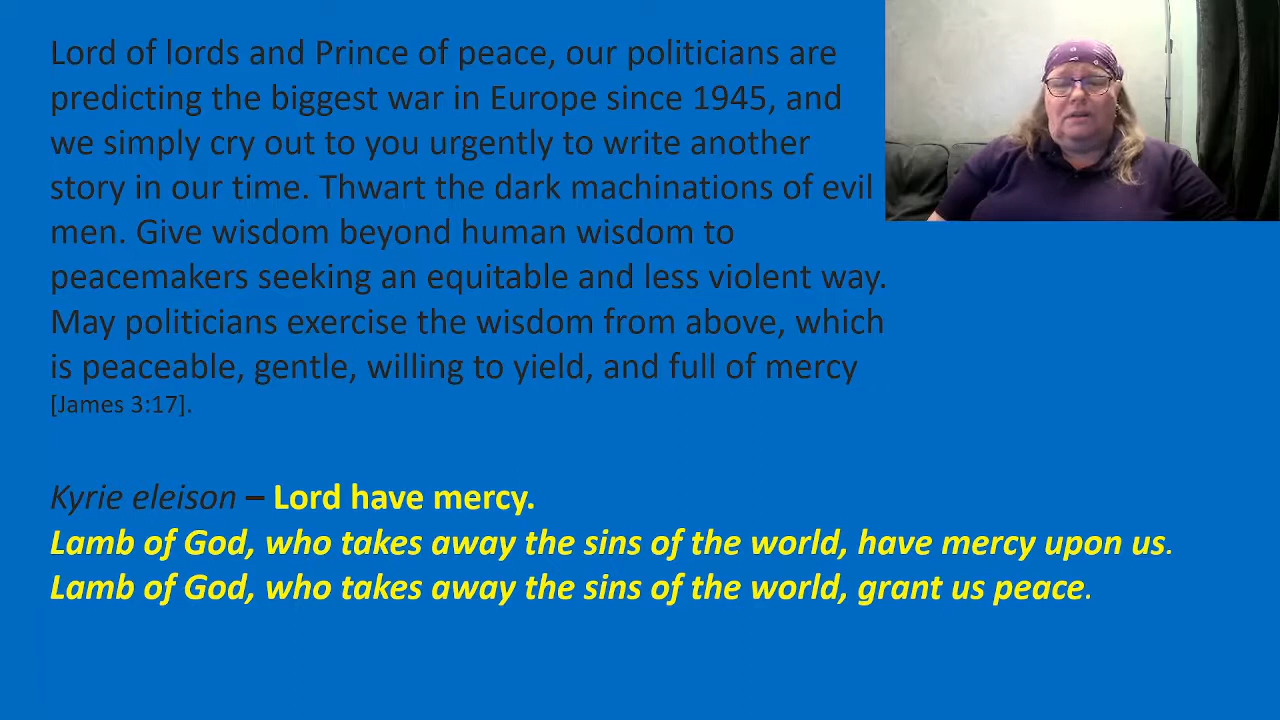 Lord of lords and Prince of peace, our politicians are
predicting the biggest war in Europe since 1945, and
we simply cry out to you urgently to write another
story in our time. Thwart the dark machinations of evil
men. Give wisdom beyond human wisdom to
peacemakers seeking an equitable and less violent way.
May politicians exercise the wisdom from above, which
is peaceable, gentle, willing to yield, and full of mercy
[James 3:17].
Kyrie eleison – Lord have mercy.
Lamb of God, who takes away the sins of the world, have mercy upon us.
Lamb of God, who takes away the sins of the world, grant us peace.